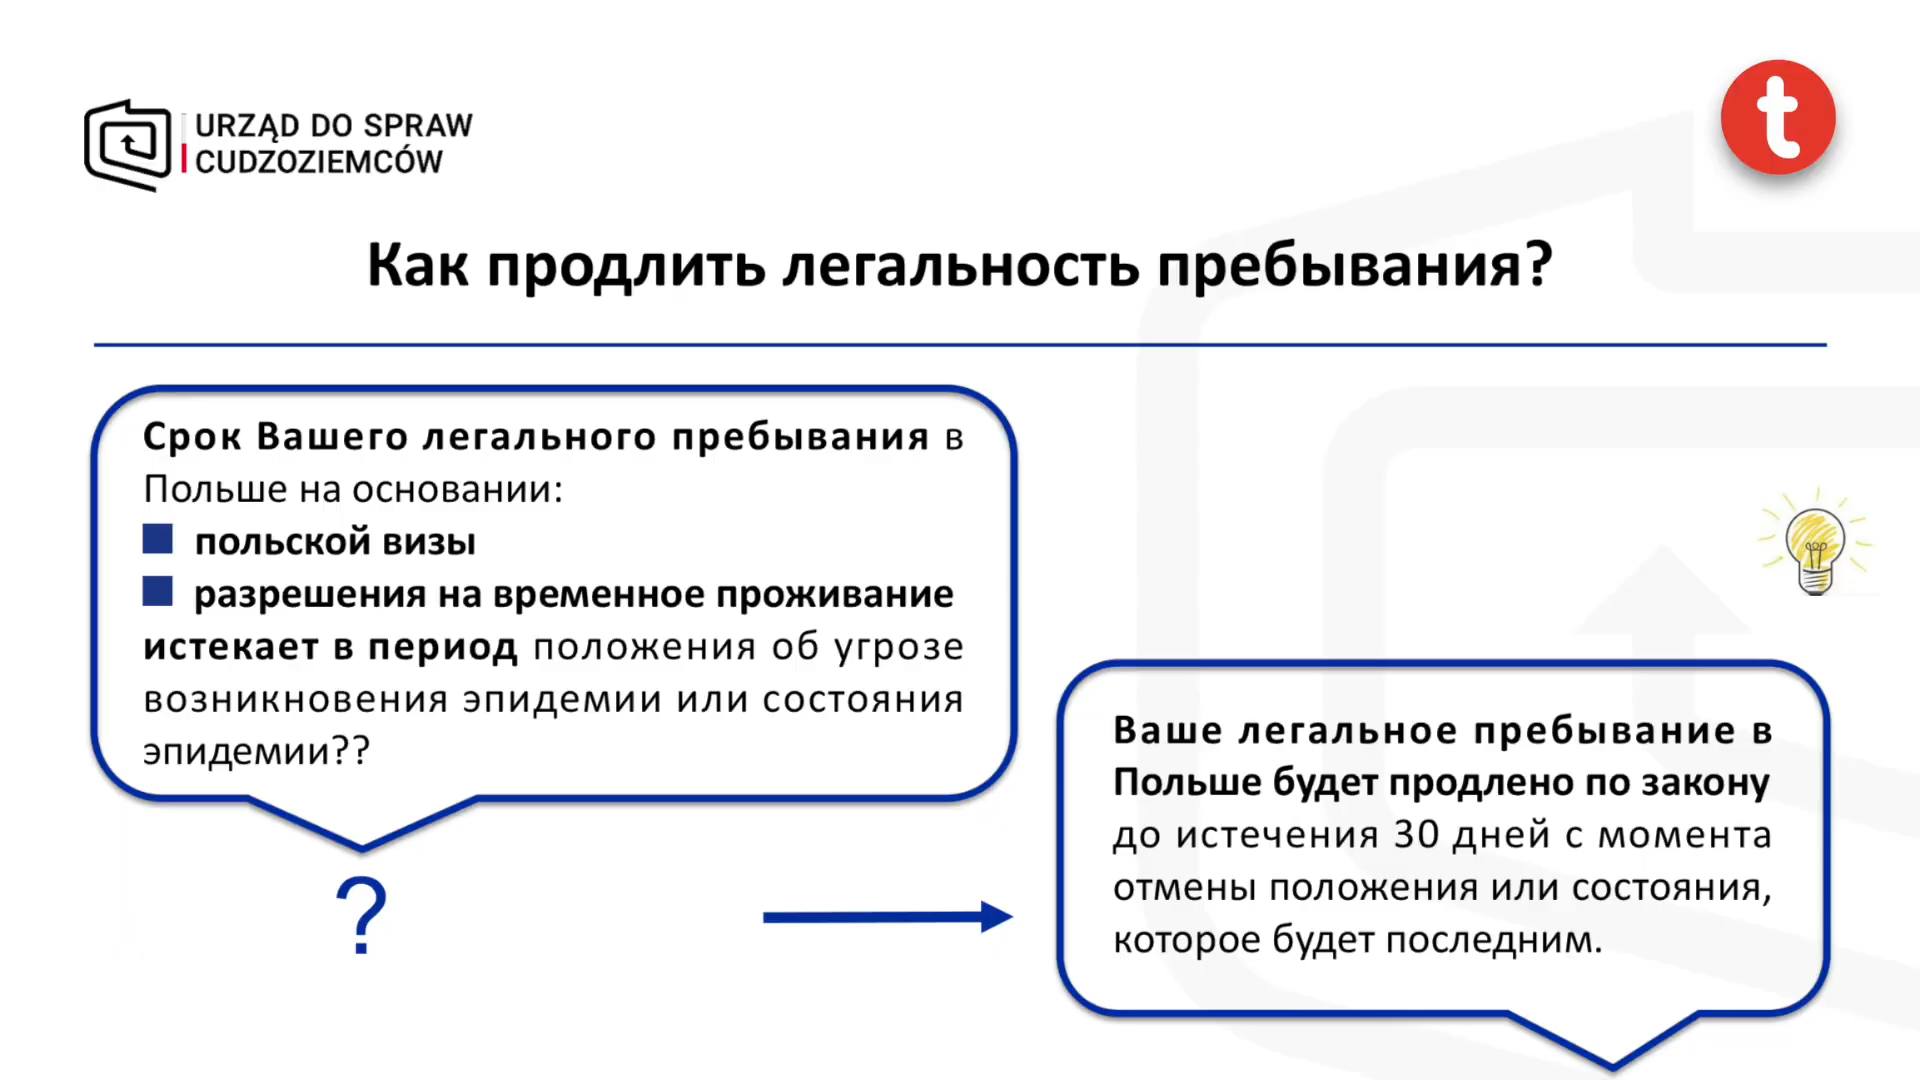 URZĄD DO SPRAW
CUDZOZIEMCÓW
t
Как продлить легальность пребывания?
Срок Вашего легального пребывания в
Польше на основании:
польской визы
разрешения на временное проживание
истекает в период положения об угрозе
возникновения эпидемии или состояния
эпидемии??
?
Ваше легальное пребывание в
Польше будет продлено по закону
до истечения 30 дней с момента
отмены положения или состояния,
которое будет последним.